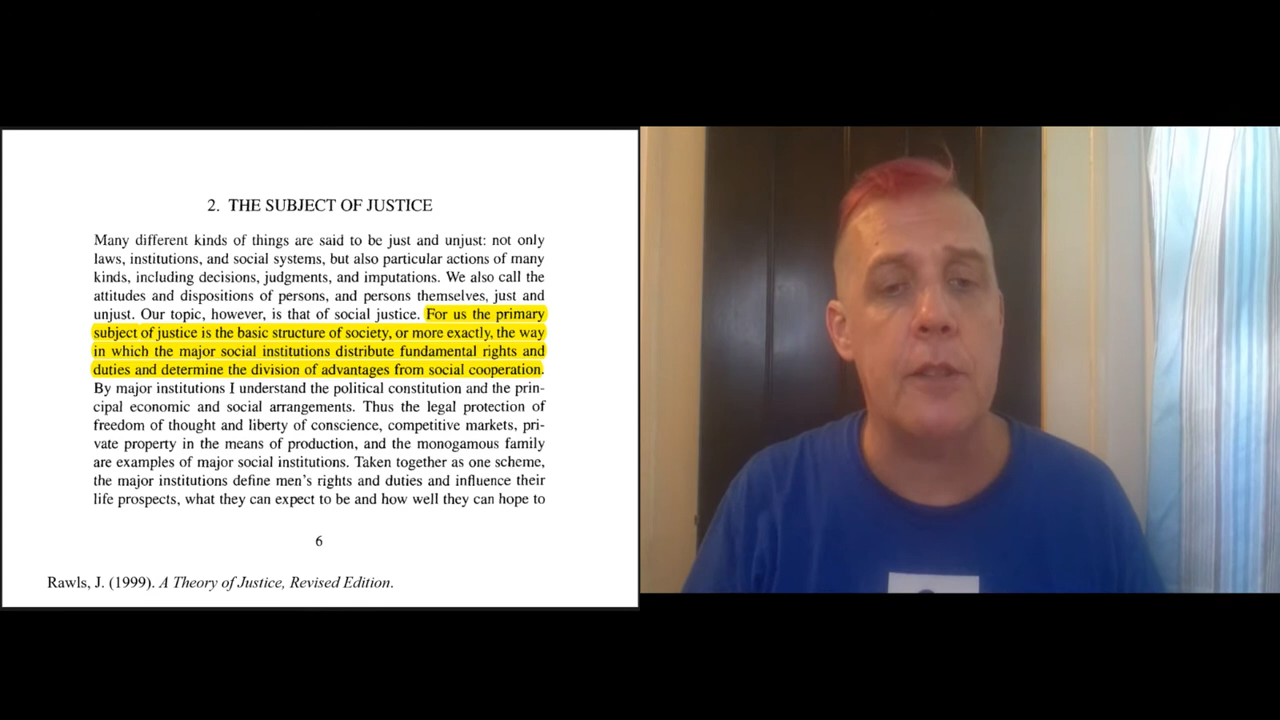 2. THE SUBJECT OF JUSTICE
Many different kinds of things are said to be just and unjust: not only
laws, institutions, and social systems, but also particular actions of many
kinds, including decisions, judgments, and imputations. We also call the
attitudes and dispositions of persons, and persons themselves, just and
unjust. Our topic, however, is that of social justice. For us the primary
subject of justice is the basic structure of society, or more exactly, the way
in which the major social institutions distribute fundamental rights and
duties and determine the division of advantages from social cooperation.
By major institutions I understand the political constitution and the prin-
cipal economic and social arrangements. Thus the legal protection of
freedom of thought and liberty of conscience, competitive markets, pri-
vate property in the means of production, and the monogamous family
are examples of major social institutions. Taken together as one scheme,
the major institutions define men's rights and duties and influence their
life prospects, what they can expect to be and how well they can hope to
6
Rawls, J. (1999). A Theory of Justice, Revised Edition.